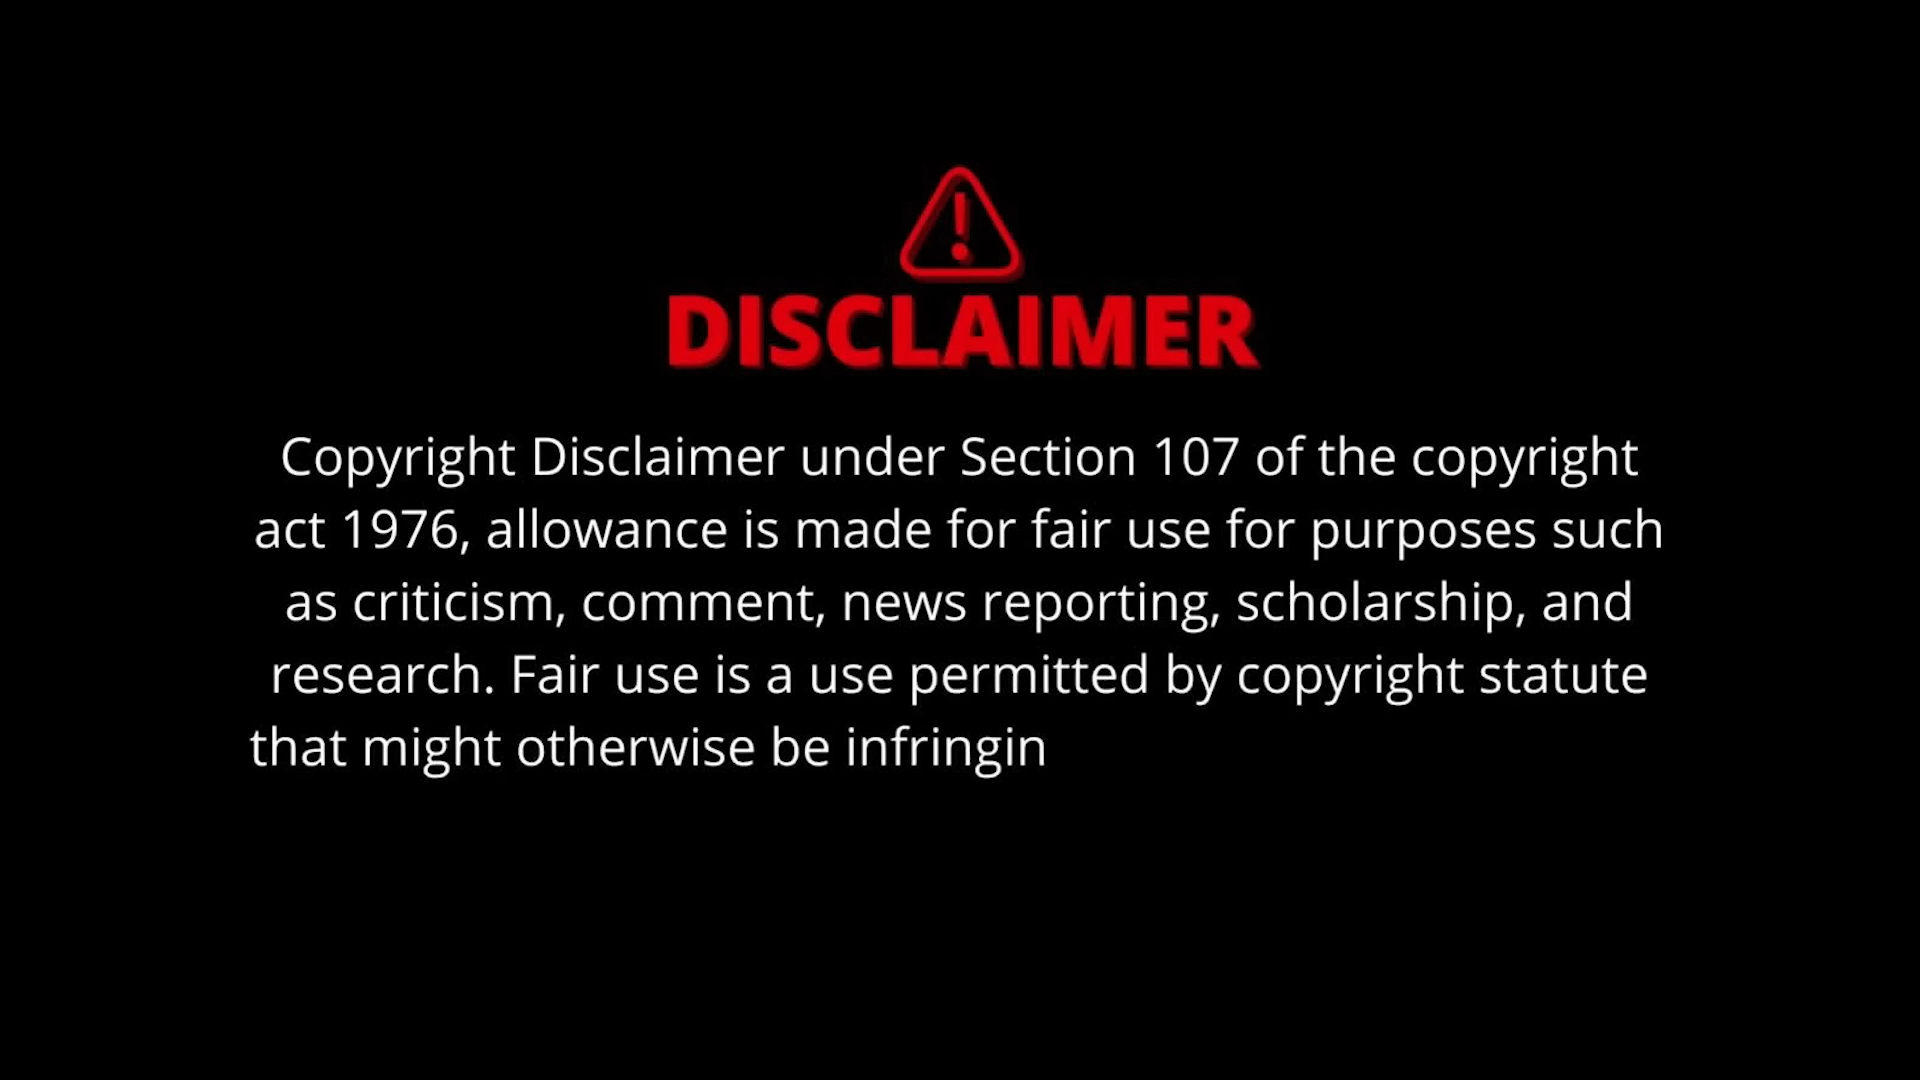 DISCLAIMER
Copyright Disclaimer under Section 107 of the copyright
act 1976, allowance is made for fair use for purposes such
as criticism, comment, news reporting, scholarship, and
research. Fair use is a use permitted by copyright statute
that might otherwise be infringin